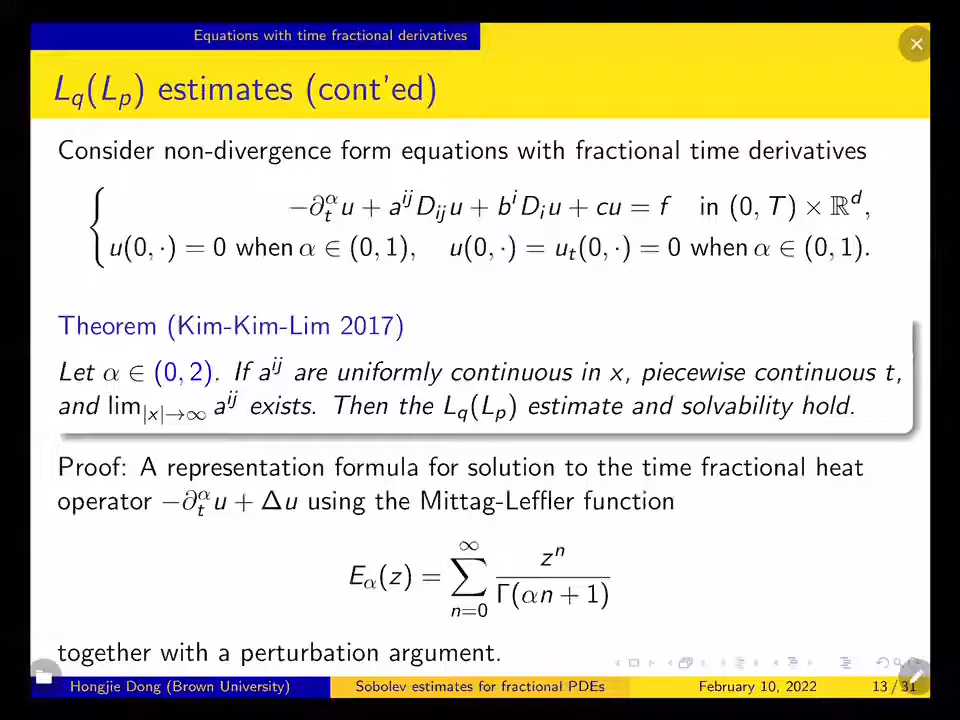 Equations with time fractional derivatives
L_q(L_p) estimates (cont'ed)
Consider non-divergence form equations with fractional time derivatives
−∂_t^α u + a^{ij} D_{ij} u + b^i D_i u + cu = f in (0, T) × ℝ^d,
u(0, ·) = 0 when α ∈ (0, 1), u(0, ·) = u_t(0, ·) = 0 when α ∈ (0, 1).
Theorem (Kim-Kim-Lim 2017)
Let α ∈ (0, 2). If a^{ij} are uniformly continuous in x, piecewise continuous t,
and lim_{|x|→∞} a^{ij} exists. Then the L_q(L_p) estimate and solvability hold.
Proof: A representation formula for solution to the time fractional heat
operator −∂_t^α u + Δu using the Mittag-Leffler function
E_α(z) = ∑_{n=0}^{∞} z^n / Γ(αn + 1)
together with a perturbation argument.
Hongjie Dong (Brown University) Sobolev estimates for fractional PDEs February 10, 2022 13 / 31